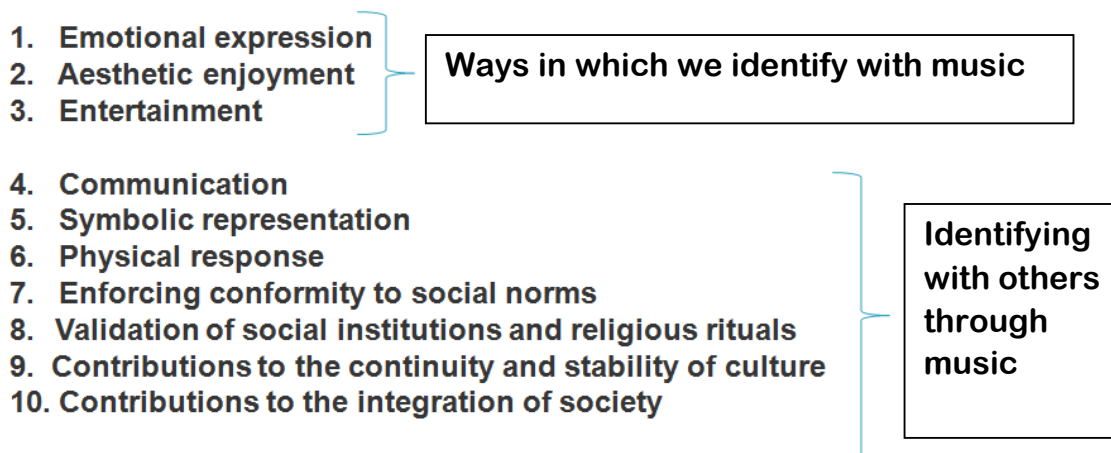 1. Emotional expression
2. Aesthetic enjoyment
3. Entertainment
Ways in which we identify with music
4. Communication
5. Symbolic representation
6. Physical response
7. Enforcing conformity to social norms
8. Validation of social institutions and religious rituals
9. Contributions to the continuity and stability of culture
10. Contributions to the integration of society
Identifying
with others
through
music